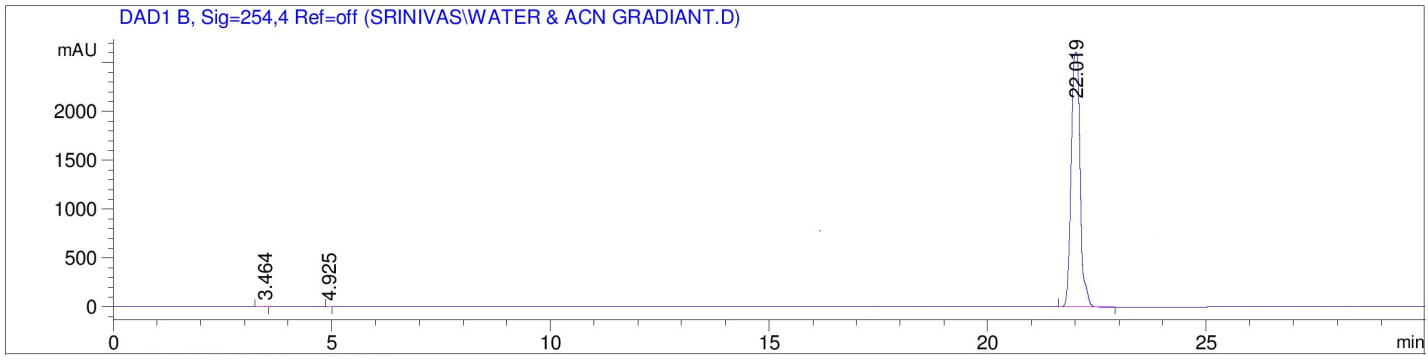 DAD1 B, Sig=254,4 Ref=off (SRINIVAS\WATER & ACN GRADIANT.D)
mAU
22.019
2000
1500
1000
500
0
3.464
4.925
0 5 10 15 20 25 min